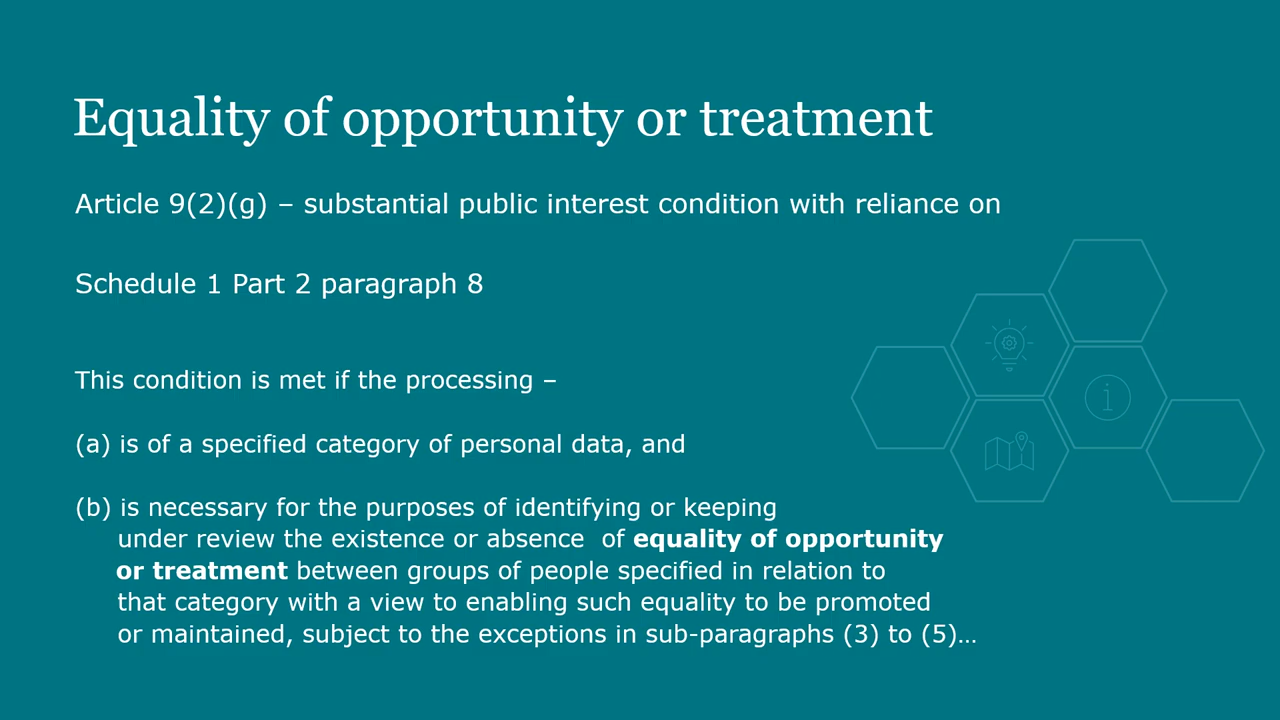 Equality of opportunity or treatment
Article 9(2)(g) – substantial public interest condition with reliance on
Schedule 1 Part 2 paragraph 8
This condition is met if the processing –
(a) is of a specified category of personal data, and
(b) is necessary for the purposes of identifying or keeping
under review the existence or absence  of equality of opportunity
or treatment between groups of people specified in relation to
that category with a view to enabling such equality to be promoted
or maintained, subject to the exceptions in sub-paragraphs (3) to (5)…